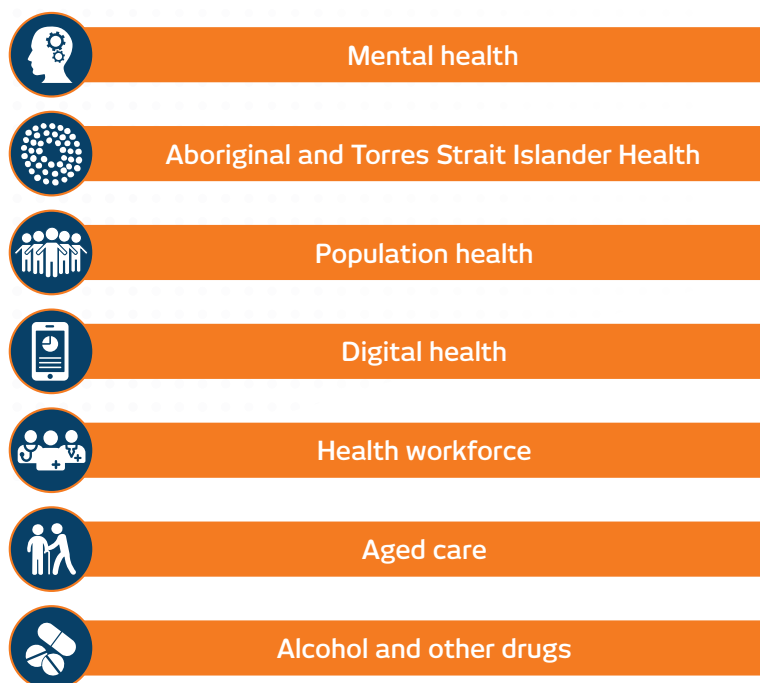 Mental health
Aboriginal and Torres Strait Islander Health
Population health
Digital health
Health workforce
Aged care
Alcohol and other drugs